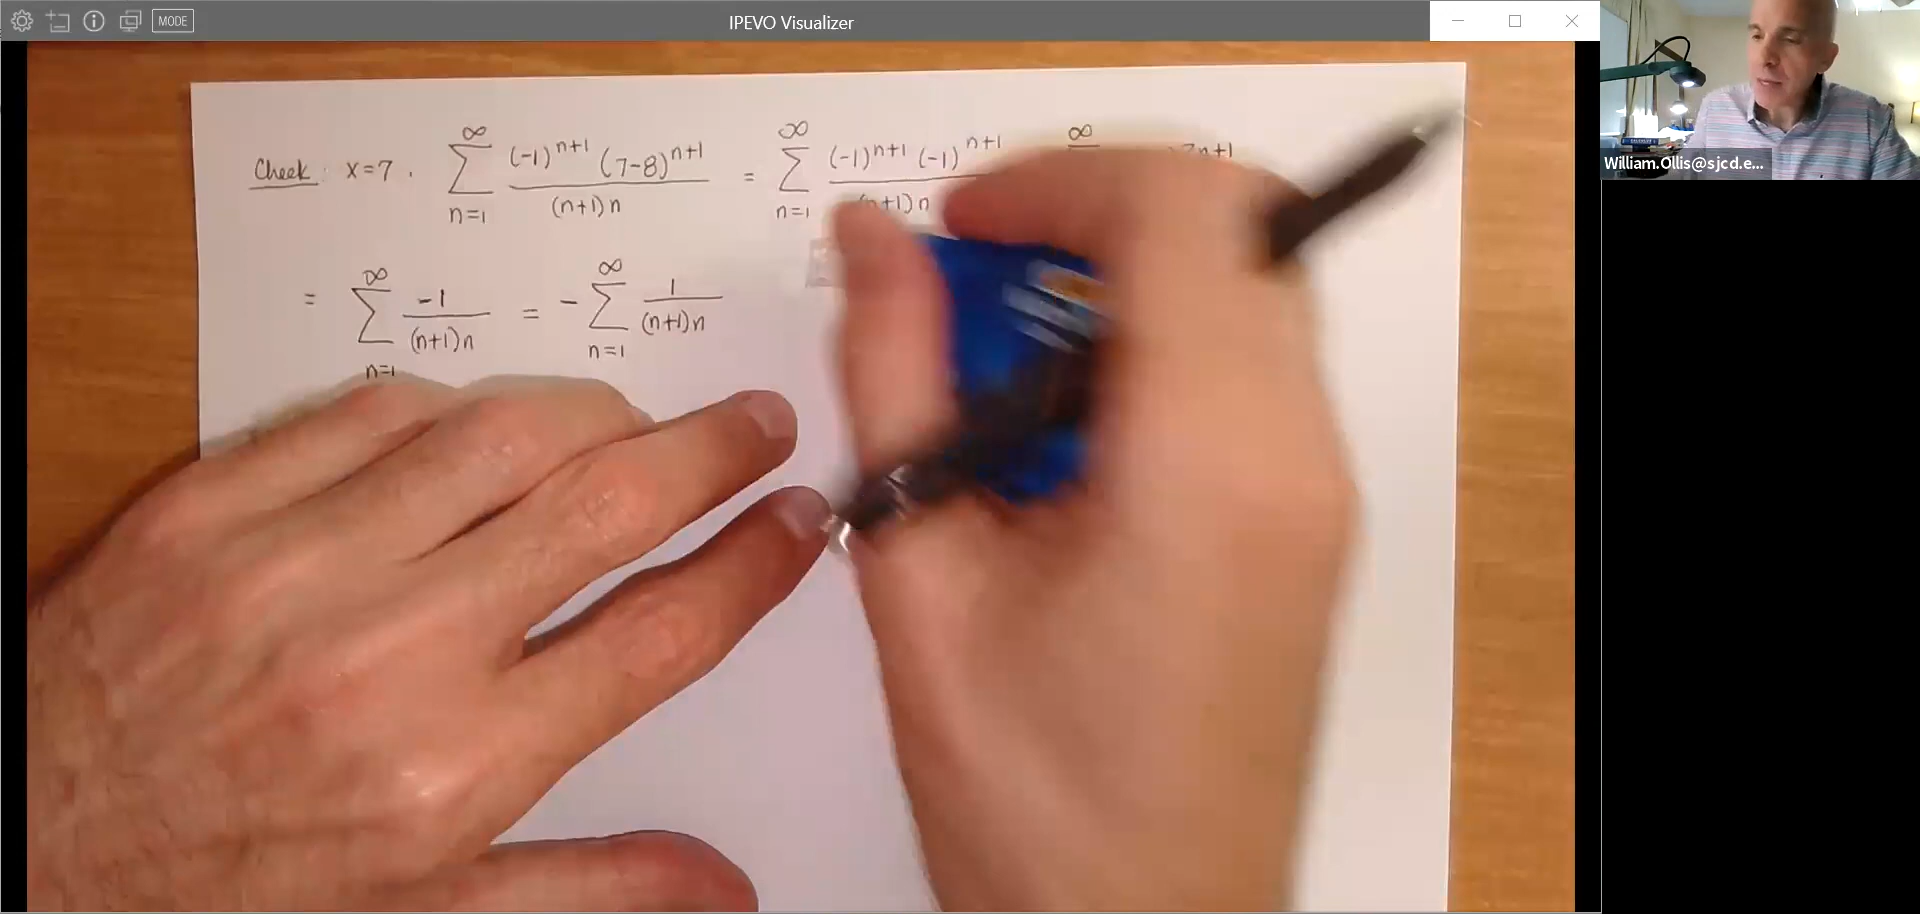 MODE
IPEVO Visualizer
William.Ollis@sjcd.e...
Check: x=7. ∞∑n=1 (-1)^{n+1} (7-8)^{n+1} / (n+1)n = ∞∑n=1 (-1)^{n+1} (-1)^{n+1} / (n+1)n ∞
= ∞∑n=1 -1 / (n+1)n = - ∞∑n=1 1 / (n+1)n